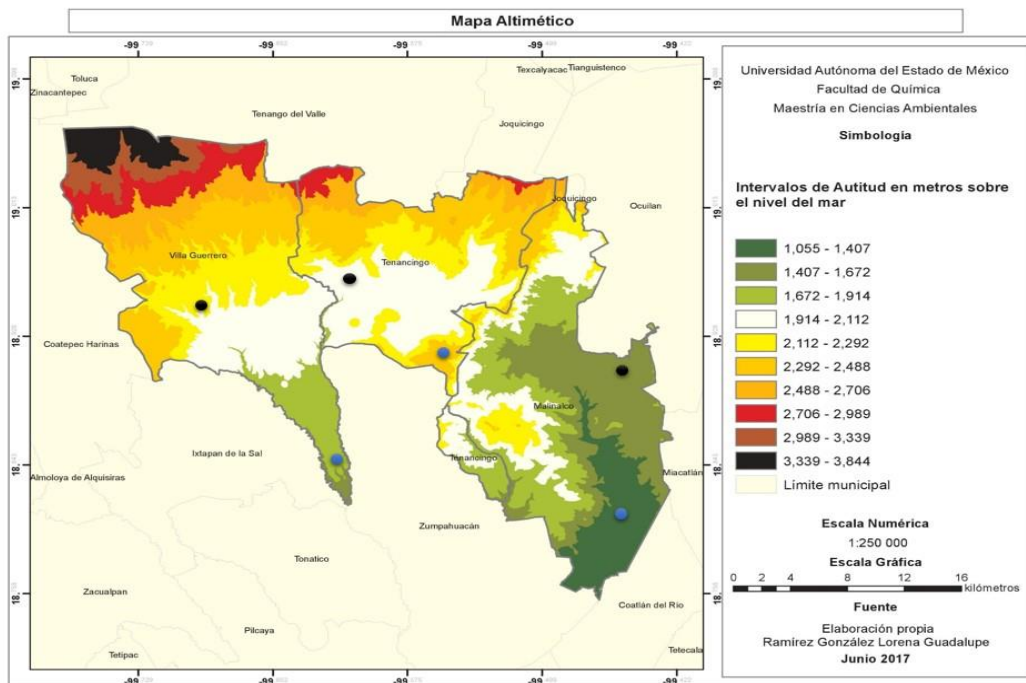 Mapa Altimético
-99.739 -99.662 -99.575 -99.499 -99.422
Toluca
Zinacantepec
Tenango del Valle
Texcalyacac
Tianguistenco
Joquicingo
Joquicingo
Ocuilan
Villa Guerrero
Tenancingo
Coatepec Harinas
Malinalco
Ixtapan de la Sal
Tenancingo
Miacatlán
Almoloya de Alquisiras
Zumpahuacán
Tonatico
Zacualpan
Coatlán del Río
Pilcaya
Tetipac
Tetecala
Universidad Autónoma del Estado de México
Facultad de Química
Maestría en Ciencias Ambientales
Simbología
Intervalos de Autitud en metros sobre
el nivel del mar
1,055 - 1,407
1,407 - 1,672
1,672 - 1,914
1,914 - 2,112
2,112 - 2,292
2,292 - 2,488
2,488 - 2,706
2,706 - 2,989
2,989 - 3,339
3,339 - 3,844
Límite municipal
Escala Numérica
1:250 000
Escala Gráfica
0 2 4 8 12 16
kilómetros
Fuente
Elaboración propia
Ramírez González Lorena Guadalupe
Junio 2017